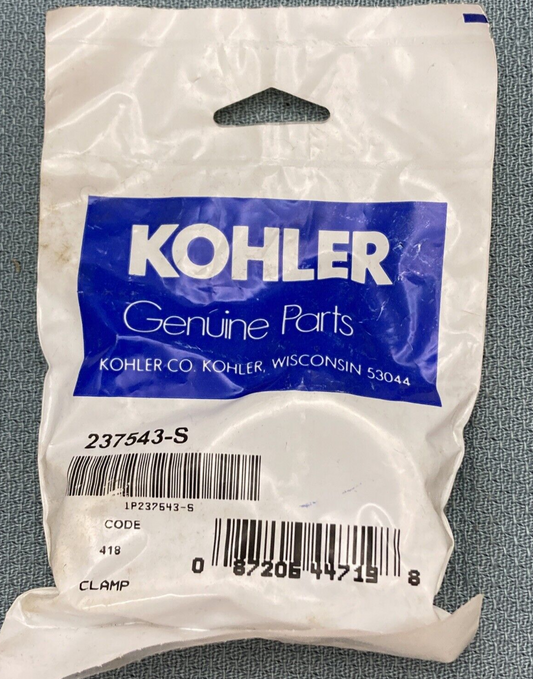 KOHLER
Genuine Parts
KOHLER CO. KOHLER, WISCONSIN 53044
237543-S
1P237543-S
CODE
418
0 87206 44719 8
CLAMP